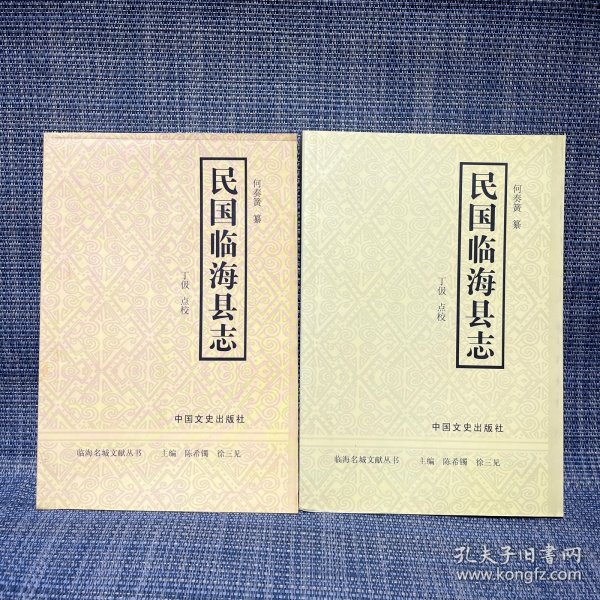 何奏簧 纂
民国临海县志
丁伋 点校
中国文史出版社
临海名城文献丛书 主编 陈希镯 徐三见
何奏簧 纂
民国临海县志
丁伋 点校
中国文史出版社
临海名城文献丛书 主编 陈希镯 徐三见
孔夫子旧书网
www.kongfz.com